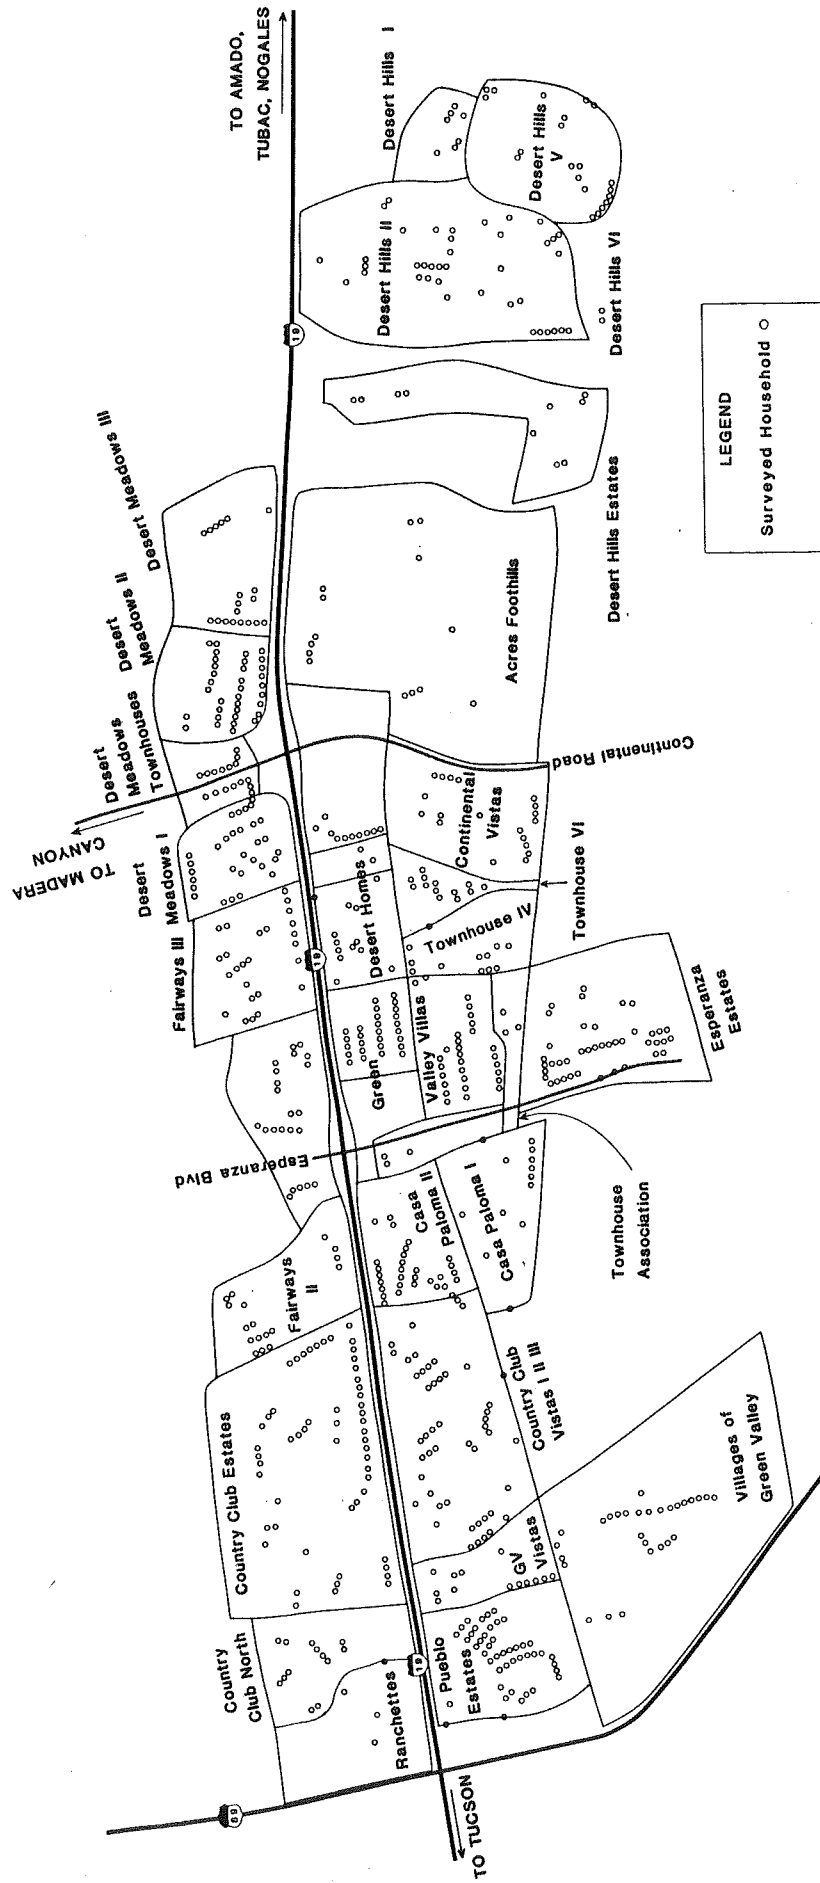 TO AMADO,
TUBAC, NOGALES
Desert Hills I
Desert Hills
V
Desert Hills II
Desert Hills VI
19
Desert Hills Estates
LEGEND
Surveyed Household
Desert Meadows III
Desert
Meadows II
Desert
Meadows
Townhouses
TO MADERA
CANYON
Desert
Meadows I
Acres Foothills
Continental Road
Continental
Vistas
Townhouse VI
Townhouse IV
Desert Homes
Fairways III
19
Green
Valley Villas
Esperanza
Estates
Esperanza Blvd
Casa
Paloma II
Casa Paloma I
Townhouse
Association
Fairways
II
Country Club Estates
Country Club
Vistas I II III
Villages of
Green Valley
GV
Vistas
Country
Club North
Pueblo
Estates
19
Ranchettes
89
TO TUCSON